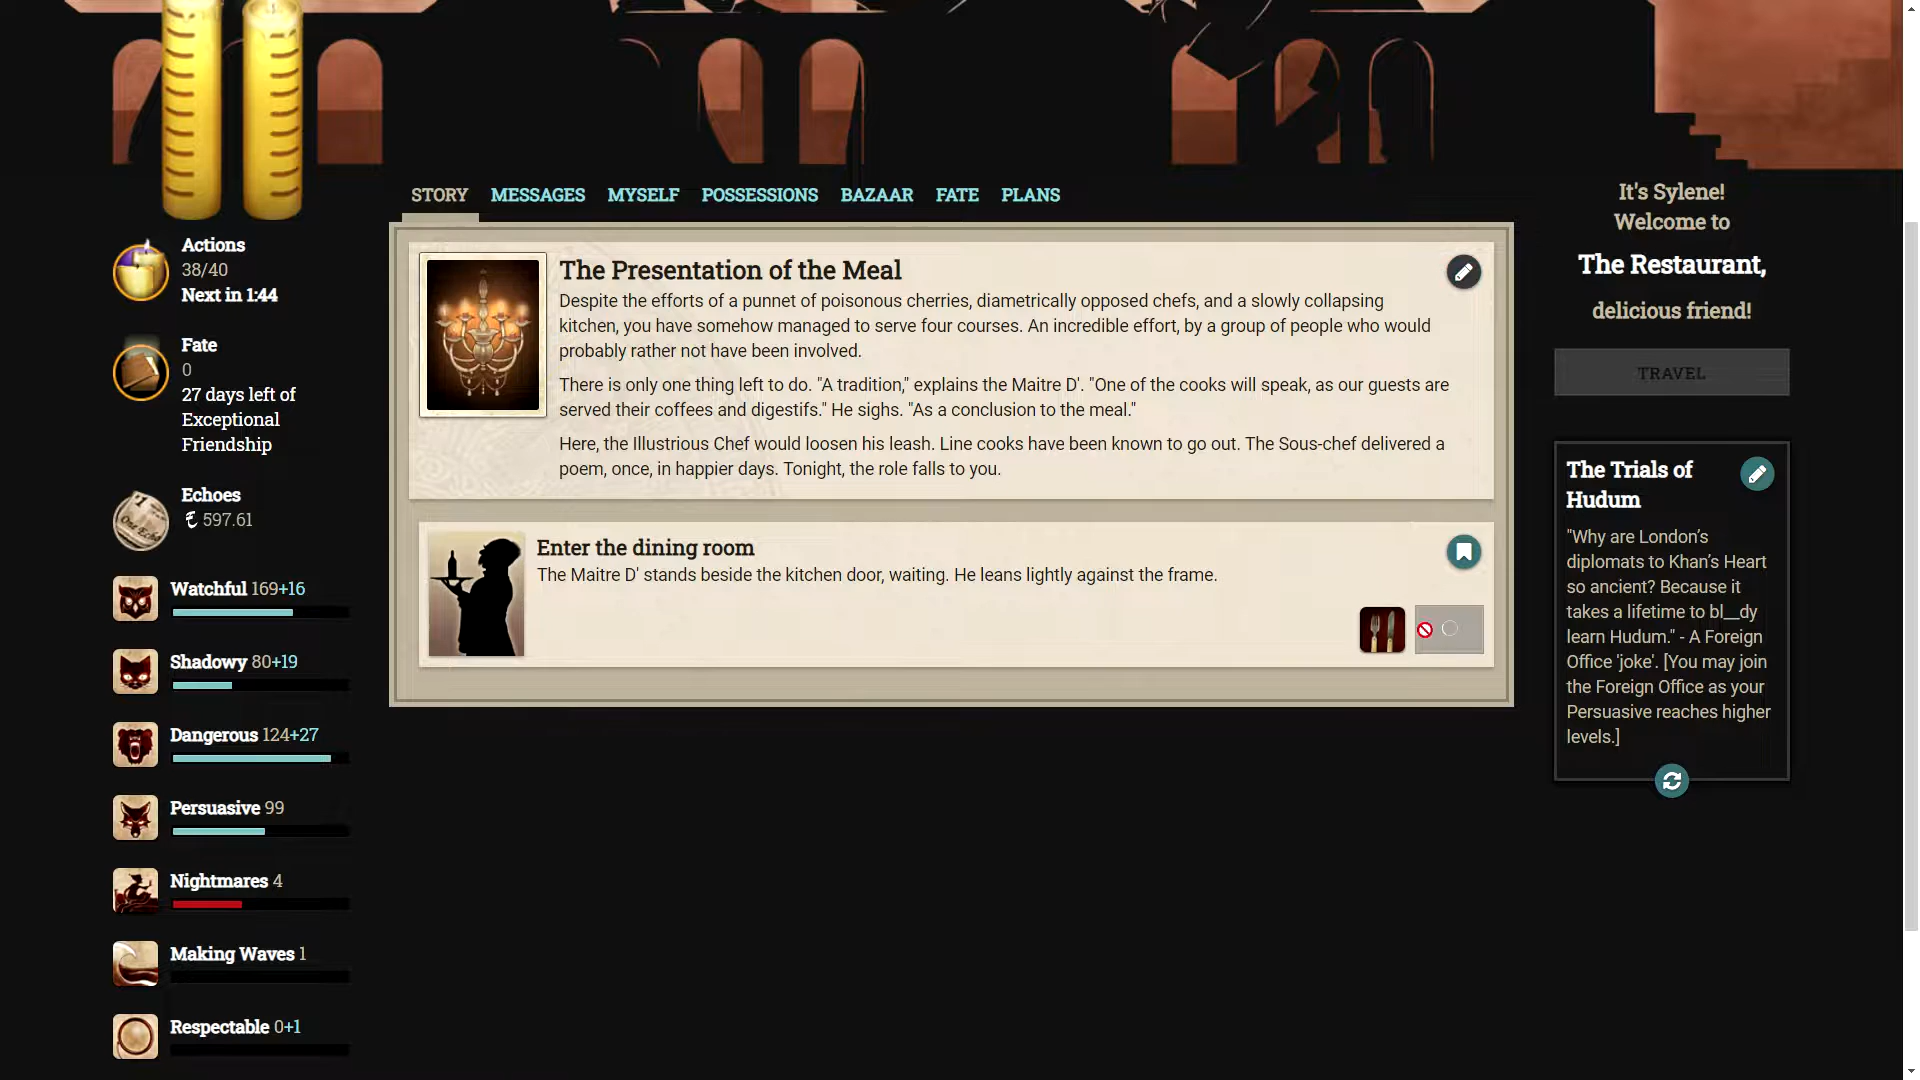 STORY MESSAGES MYSELF POSSESSIONS BAZAAR FATE PLANS
Actions
38/40
Next in 1:44
Fate
0
27 days left of
Exceptional
Friendship
Echoes
597.61
Watchful 169+16
Shadowy 80+19
Dangerous 124+27
Persuasive 99
Nightmares 4
Making Waves 1
Respectable 0+1
The Presentation of the Meal
Despite the efforts of a punnet of poisonous cherries, diametrically opposed chefs, and a slowly collapsing
kitchen, you have somehow managed to serve four courses. An incredible effort, by a group of people who would
probably rather not have been involved.
There is only one thing left to do. "A tradition," explains the Maitre D'. "One of the cooks will speak, as our guests are
served their coffees and digestifs." He sighs. "As a conclusion to the meal."
Here, the Illustrious Chef would loosen his leash. Line cooks have been known to go out. The Sous-chef delivered a
poem, once, in happier days. Tonight, the role falls to you.
Enter the dining room
The Maitre D' stands beside the kitchen door, waiting. He leans lightly against the frame.
It's Sylene!
Welcome to
The Restaurant,
delicious friend!
TRAVEL
The Trials of
Hudum
"Why are London’s
diplomats to Khan’s Heart
so ancient? Because it
takes a lifetime to bl__dy
learn Hudum." - A Foreign
Office 'joke'. [You may join
the Foreign Office as your
Persuasive reaches higher
levels.]